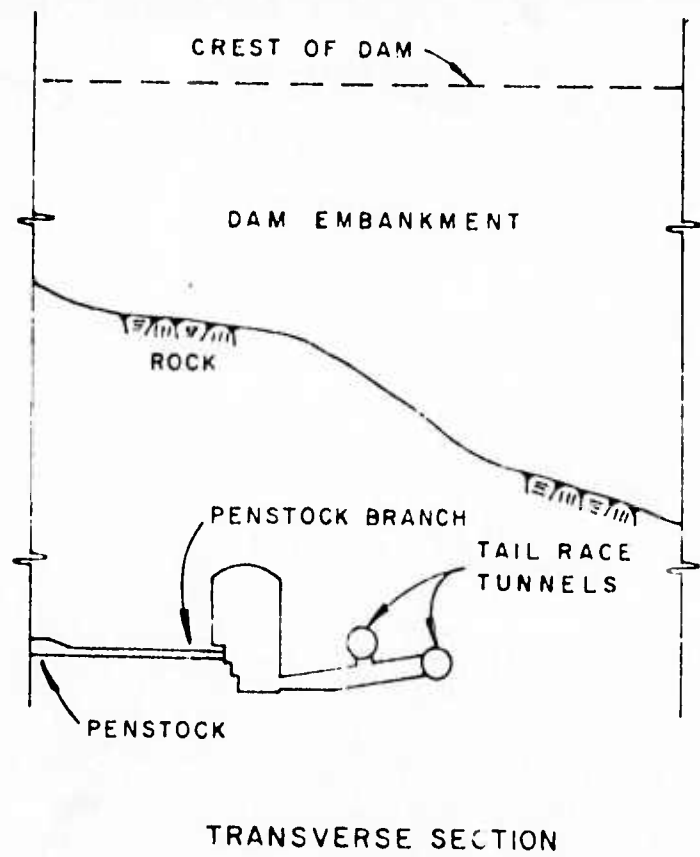 CREST OF DAM
DAM EMBANKMENT
ROCK
PENSTOCK BRANCH
TAIL RACE
TUNNELS
PENSTOCK
TRANSVERSE SECTION